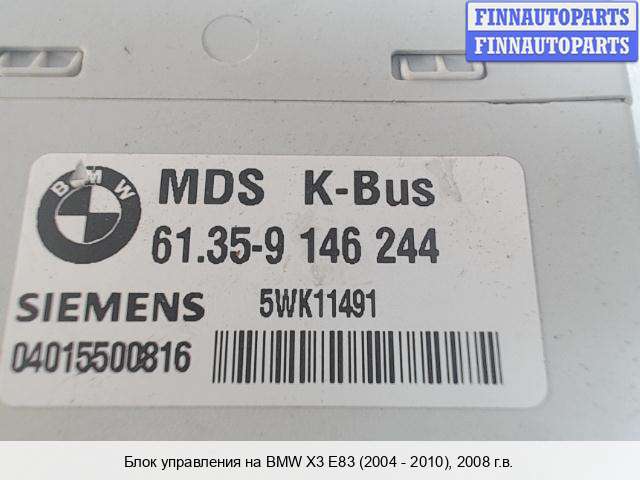 FINNAUTOPARTS
FINNAUTOPARTS
BMW
MDS K-Bus
61.35-9 146 244
SIEMENS 5WK11491
04015500816
Блок управления на BMW X3 E83 (2004 - 2010), 2008 г.в.